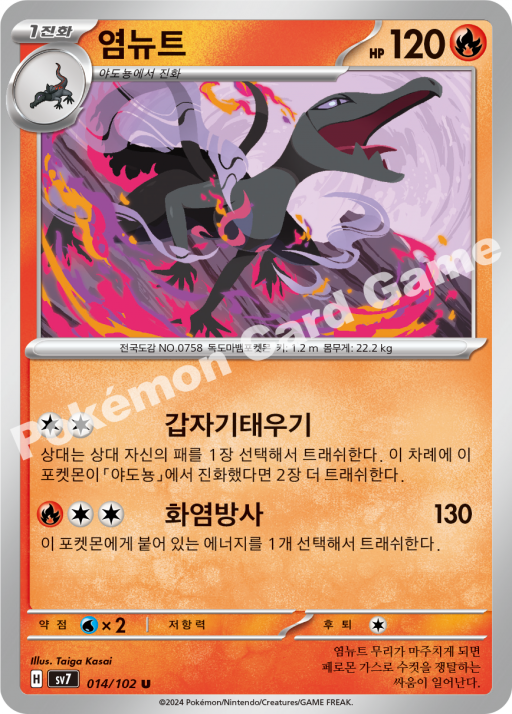 1진화
염뉴트
HP 120
야도뇽에서 진화
전국도감 NO.0758 독도마뱀포켓몬 키: 1.2 m 몸무게: 22.2 kg
Pokémon Card Game
갑자기태우기
상대는 상대 자신의 패를 1장 선택해서 트래쉬한다. 이 차례에 이
포켓몬이 「야도뇽」에서 진화했다면 2장 더 트래쉬한다.
화염방사 130
이 포켓몬에게 붙어 있는 에너지를 1개 선택해서 트래쉬한다.
약점 ×2 저항력 후퇴
Illus. Taiga Kasai
H sv7 014/102 U
염뉴트 무리가 마주치게 되면
페로몬 가스로 수컷을 쟁탈하는
싸움이 일어난다.
©2024 Pokémon/Nintendo/Creatures/GAME FREAK.